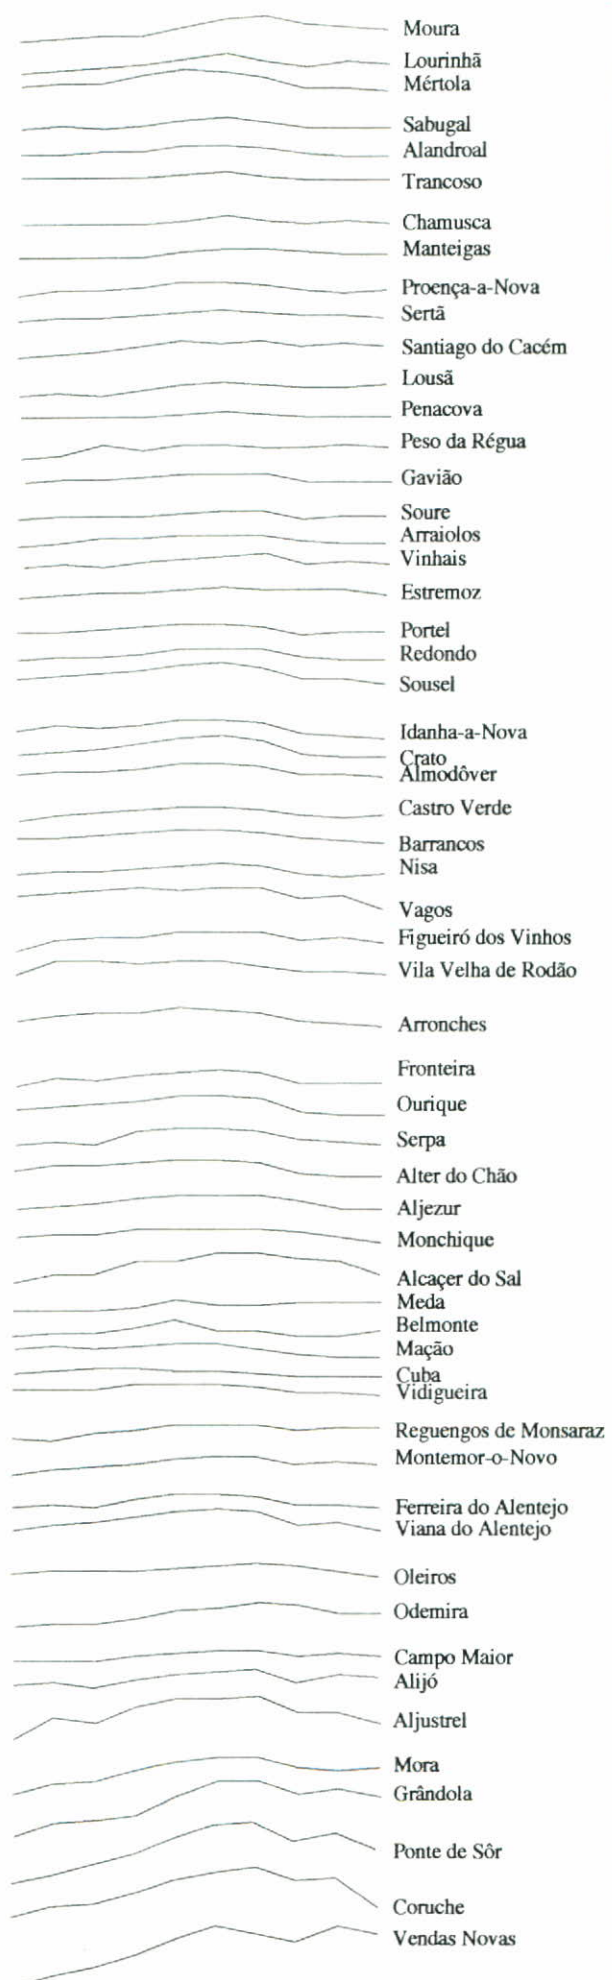 Moura
Lourinhã
Mértola
Sabugal
Alandroal
Trancoso
Chamusca
Manteigas
Proença-a-Nova
Sertã
Santiago do Cacém
Lousã
Penacova
Peso da Régua
Gavião
Soure
Arraiolos
Vinhais
Estremoz
Portel
Redondo
Sousel
Idanha-a-Nova
Crato
Almodôver
Castro Verde
Barrancos
Nisa
Vagos
Figueiró dos Vinhos
Vila Velha de Rodão
Arronches
Fronteira
Ourique
Serpa
Alter do Chão
Aljezur
Monchique
Alcaçer do Sal
Meda
Belmonte
Mação
Cuba
Vidigueira
Reguengos de Monsaraz
Montemor-o-Novo
Ferreira do Alentejo
Viana do Alentejo
Oleiros
Odemira
Campo Maior
Alijó
Aljustrel
Mora
Grândola
Ponte de Sôr
Coruche
Vendas Novas